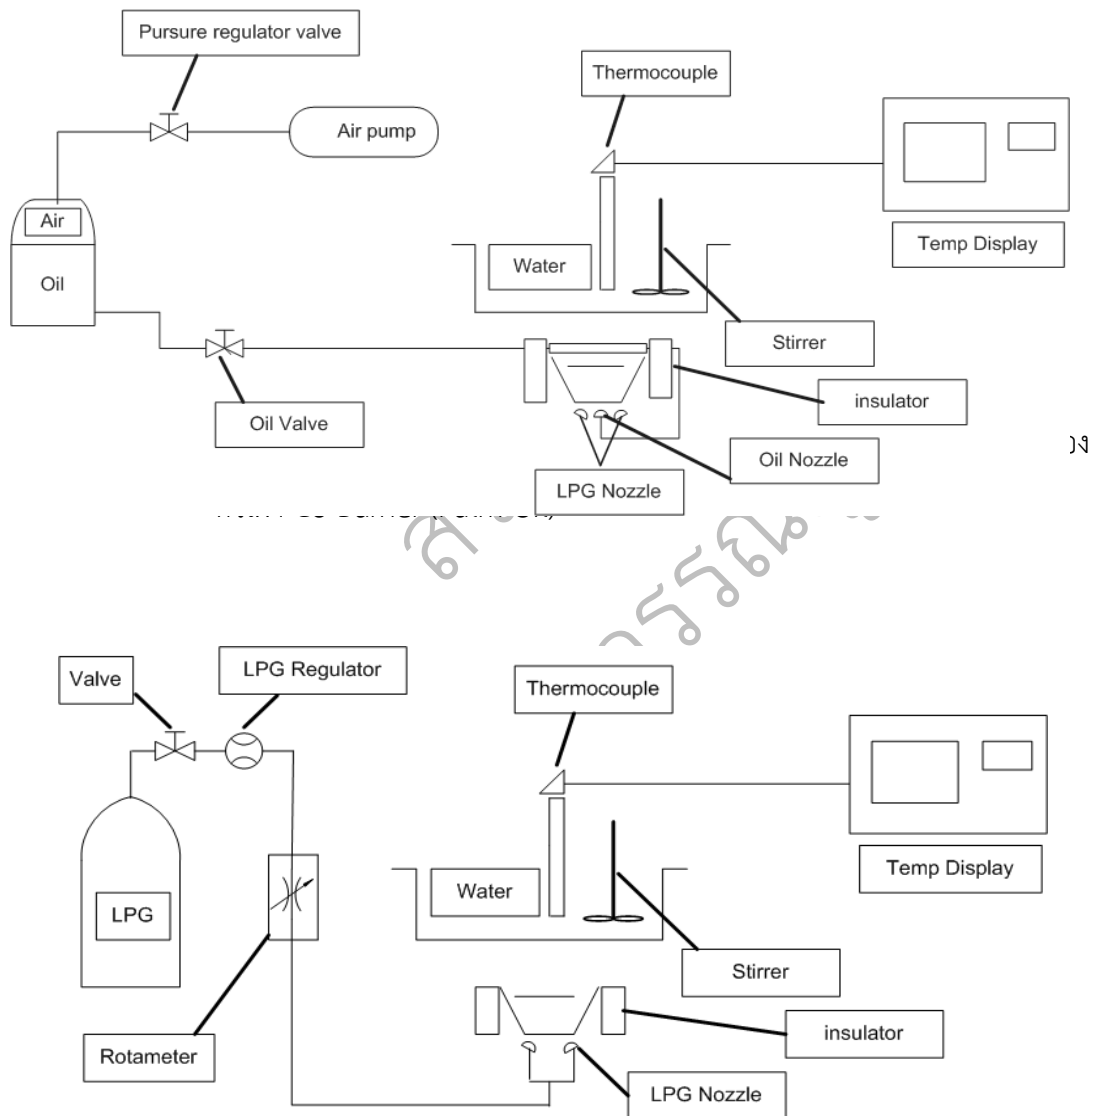 Pursure regulator valve
Thermocouple
Air pump
Air
Oil
Water
Temp Display
Stirrer
insulator
Oil Valve
Oil Nozzle
LPG Nozzle
Valve
LPG Regulator
Thermocouple
LPG
Water
Temp Display
Stirrer
Rotameter
insulator
LPG Nozzle